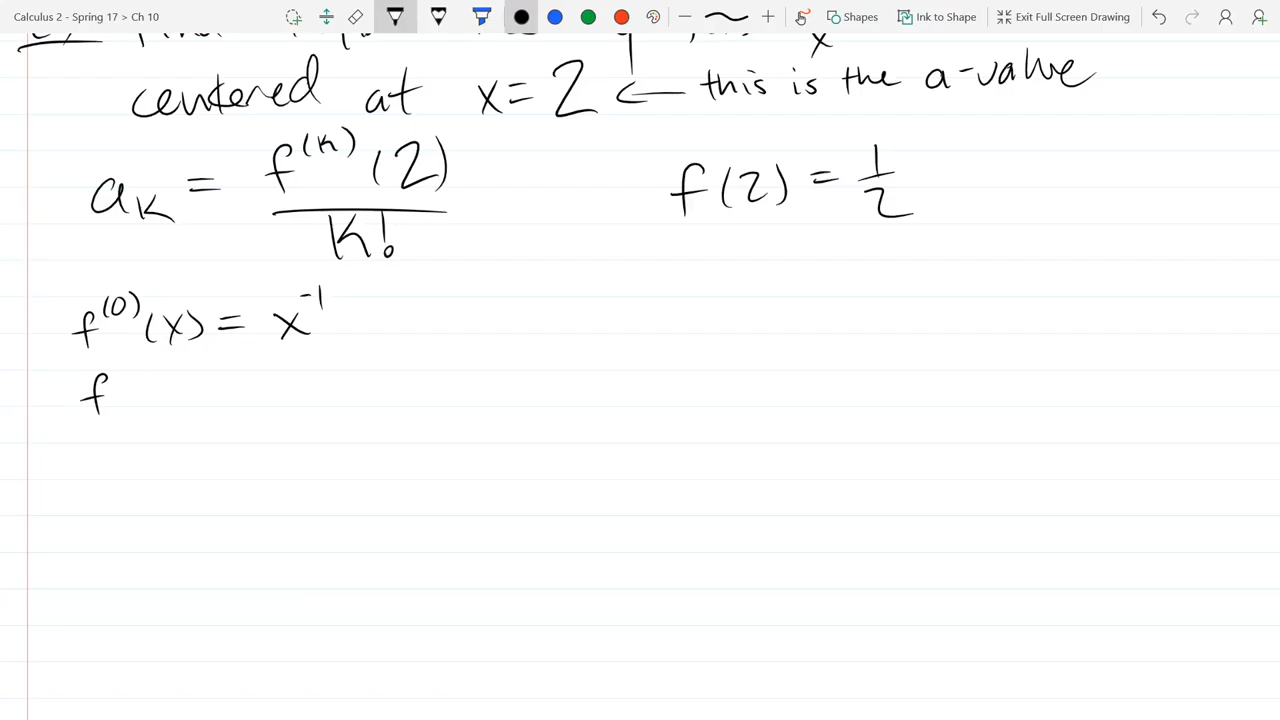 Calculus 2 - Spring 17 > Ch 10
Shapes
Ink to Shape
Exit Full Screen Drawing
x
centered at x=2 ← this is the a-value
a_k = f^(k)(2) / k!
f(2) = 1/2
f^(0)(x) = x^-1
f